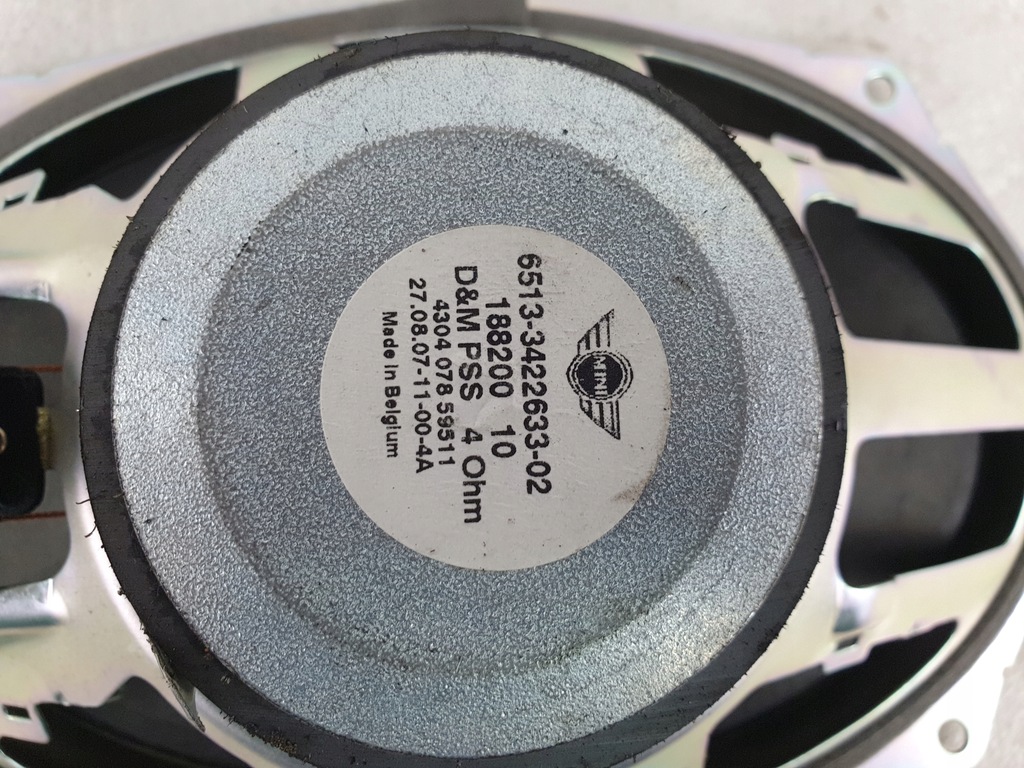 MINI
6513-3422633-02
188200 10
D&M PSS 4 Ohm
4304 078 59511
27.08.07-11-00-4A
Made in Belgium